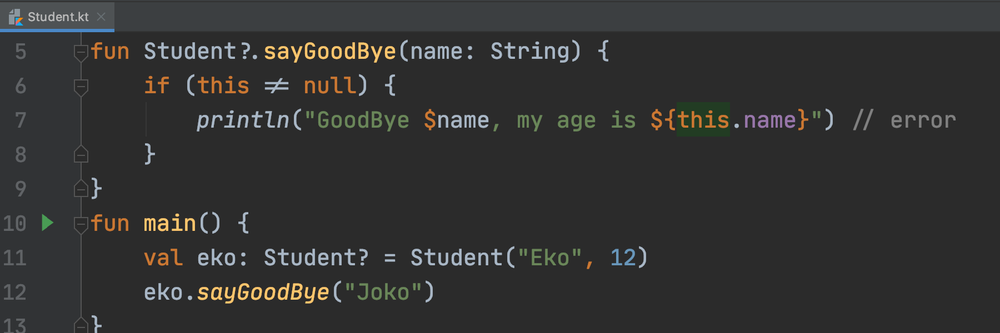 Student.kt
5 fun Student?.sayGoodBye(name: String) {
6 if (this ≠ null) {
7 println("GoodBye $name, my age is ${this.name}") // error
8 }
9 }
10 fun main() {
11 val eko: Student? = Student("Eko", 12)
12 eko.sayGoodBye("Joko")
13 }